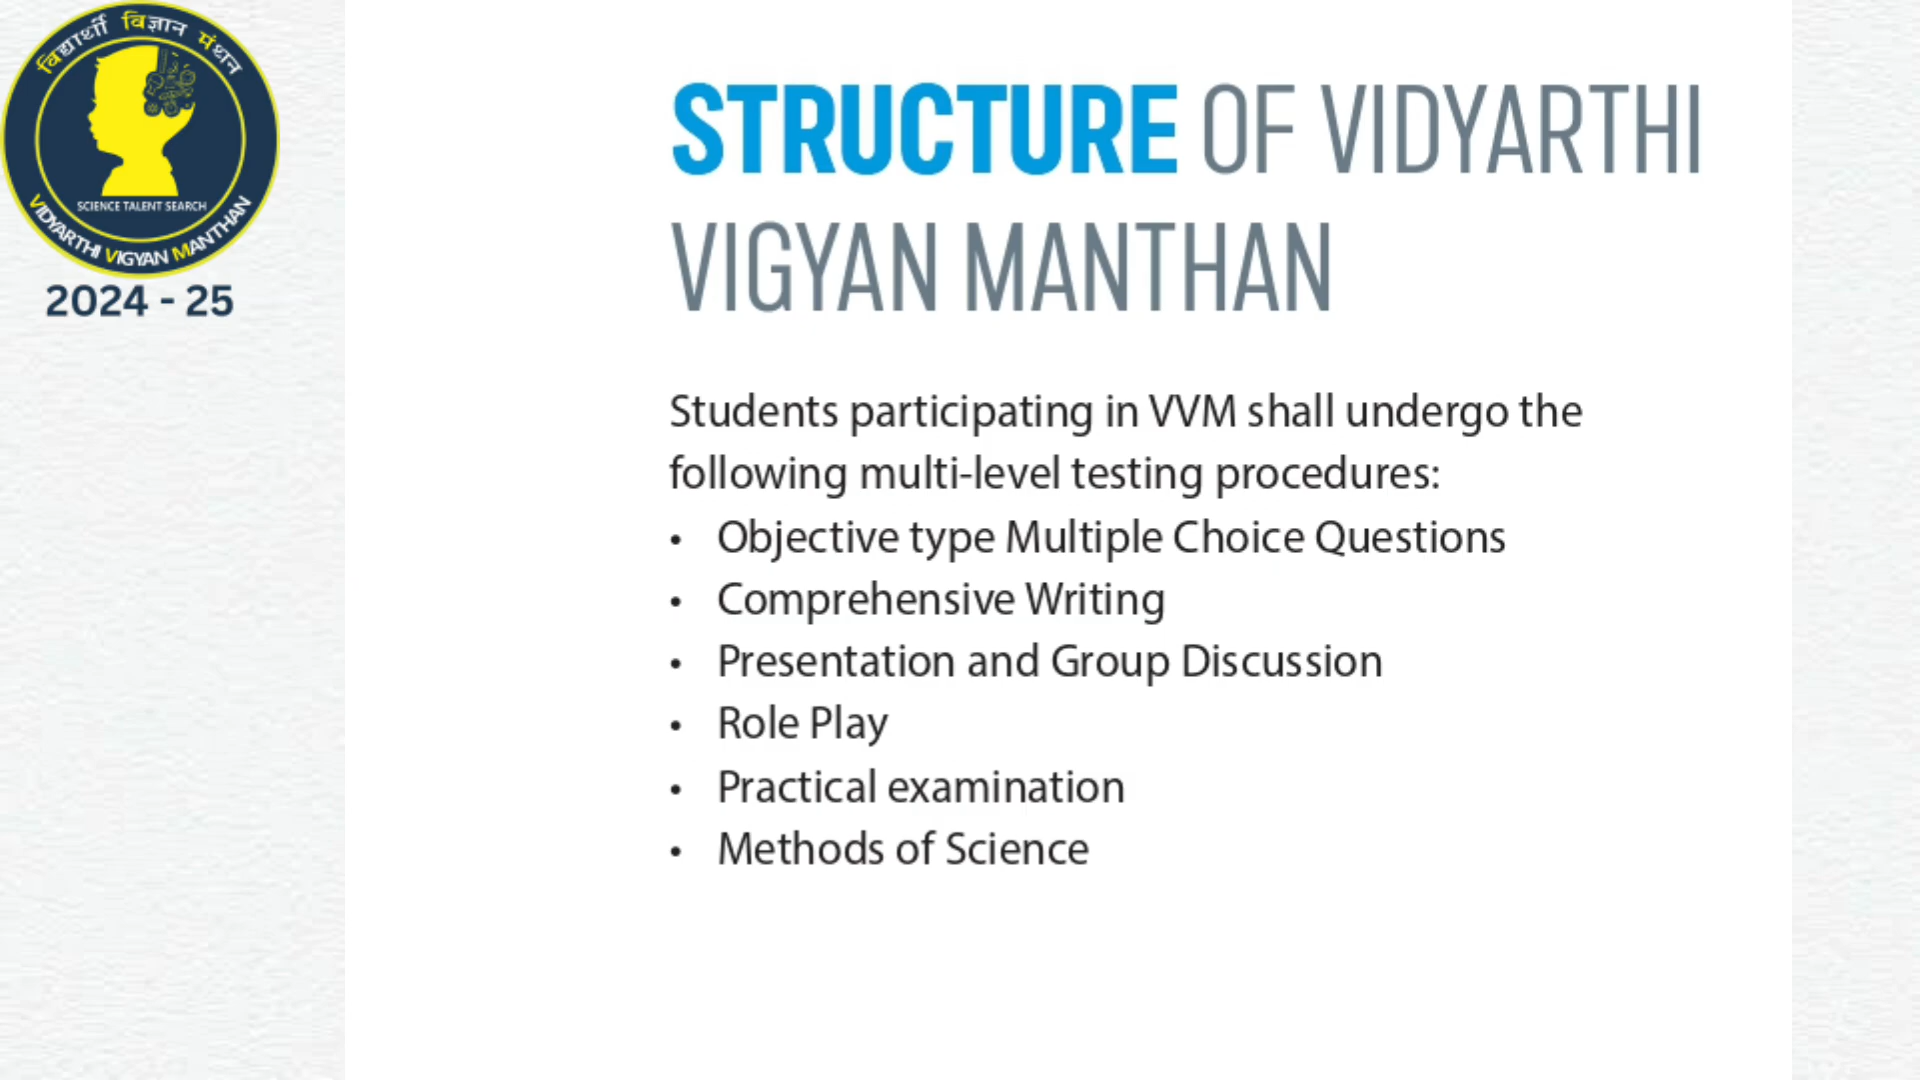 विद्यार्थी विज्ञान मंथन
SCIENCE TALENT SEARCH
VIDYARTHI VIGYAN MANTHAN
2024 - 25
STRUCTURE OF VIDYARTHI
VIGYAN MANTHAN
Students participating in VVM shall undergo the
following multi-level testing procedures:
• Objective type Multiple Choice Questions
• Comprehensive Writing
• Presentation and Group Discussion
• Role Play
• Practical examination
• Methods of Science